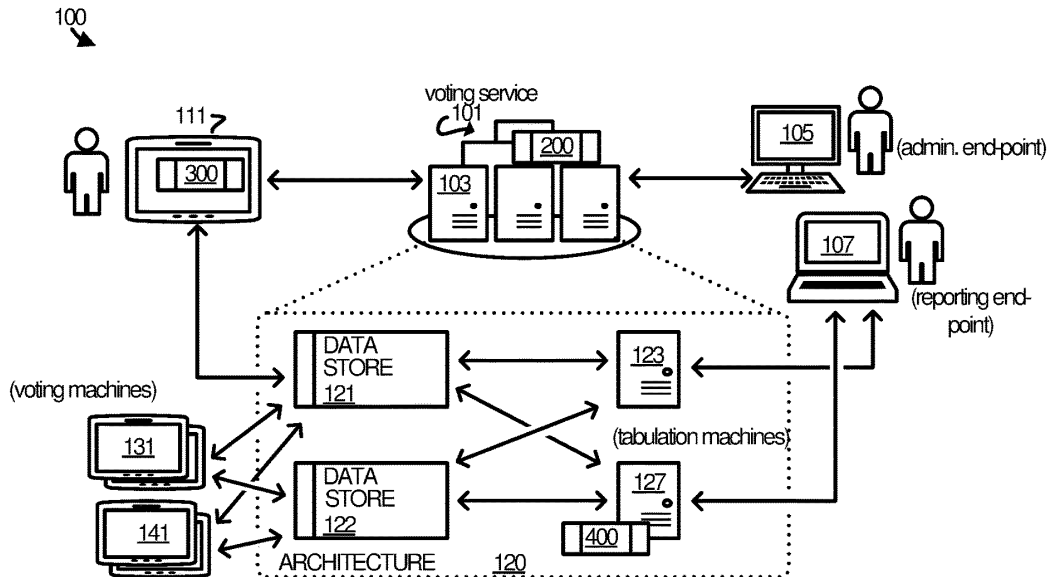 100
voting service
101
111
300
200
103
105
(admin. end-point)
107
(reporting end-
point)
DATA
STORE
121
123
(voting machines)
131
(tabulation machines)
DATA
STORE
122
127
141
400
ARCHITECTURE 120